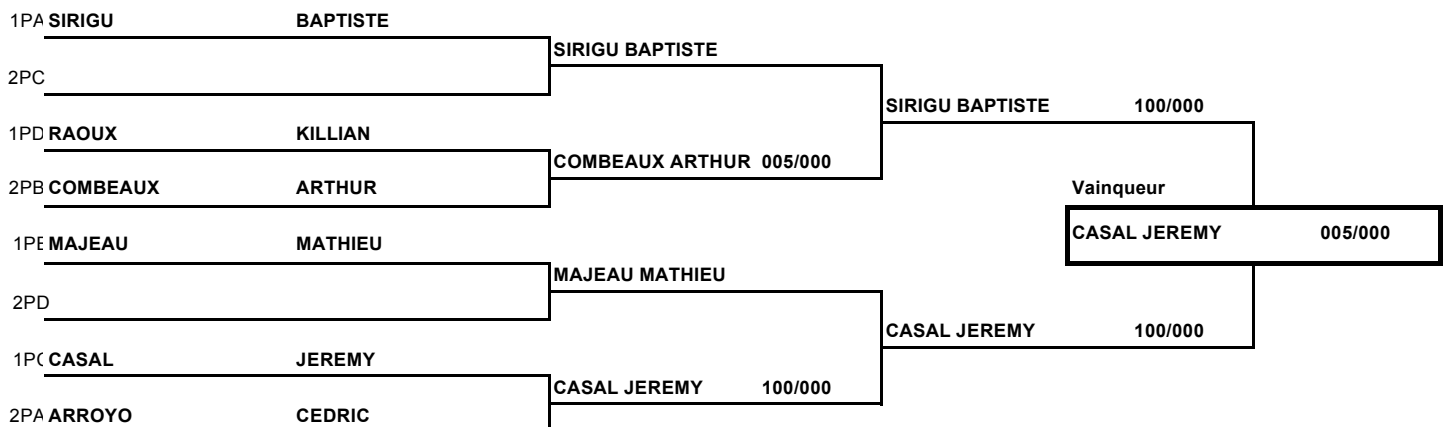 1PA SIRIGU BAPTISTE
SIRIGU BAPTISTE
2PC
SIRIGU BAPTISTE 100/000
1PD RAOUX KILLIAN
COMBEAUX ARTHUR 005/000
2PB COMBEAUX ARTHUR
Vainqueur
CASAL JEREMY 005/000
1PE MAJEAU MATHIEU
MAJEAU MATHIEU
2PD
CASAL JEREMY 100/000
1PC CASAL JEREMY
CASAL JEREMY 100/000
2PA ARROYO CEDRIC